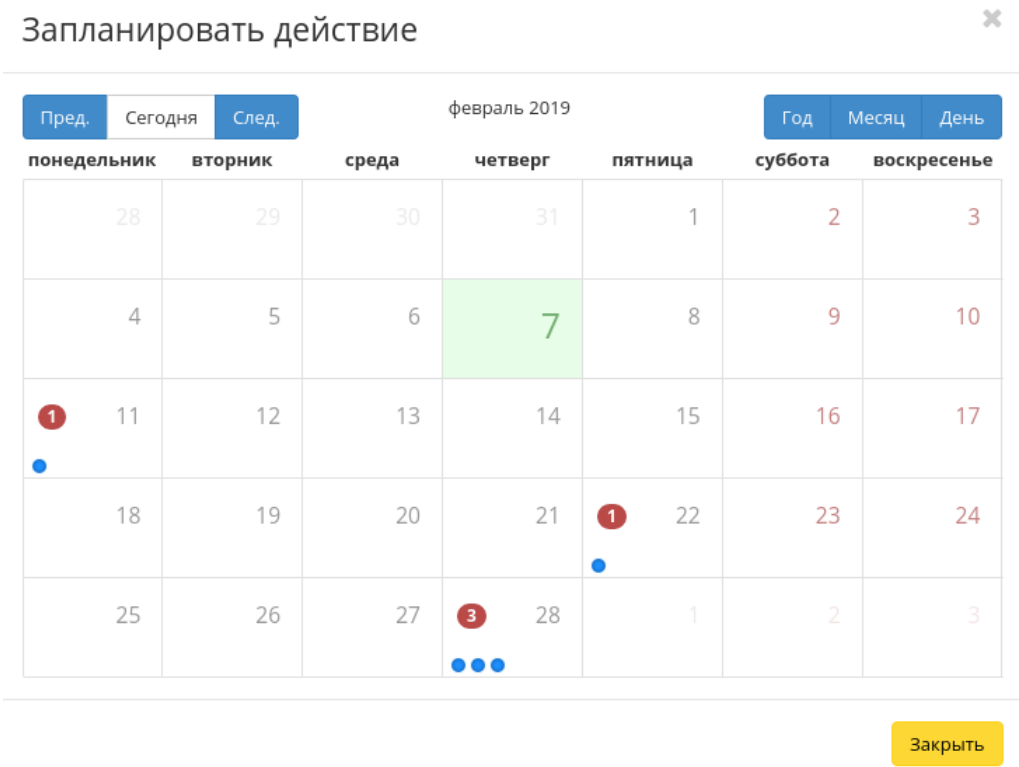 Запланировать действие
Пред. Сегодня След. февраль 2019 Год Месяц День
понедельник вторник среда четверг пятница суббота воскресенье
28 29 30 31 1 2 3
4 5 6 7 8 9 10
1 11 12 13 14 15 16 17
18 19 20 21 1 22 23 24
25 26 27 3 28 1 2 3
Закрыть